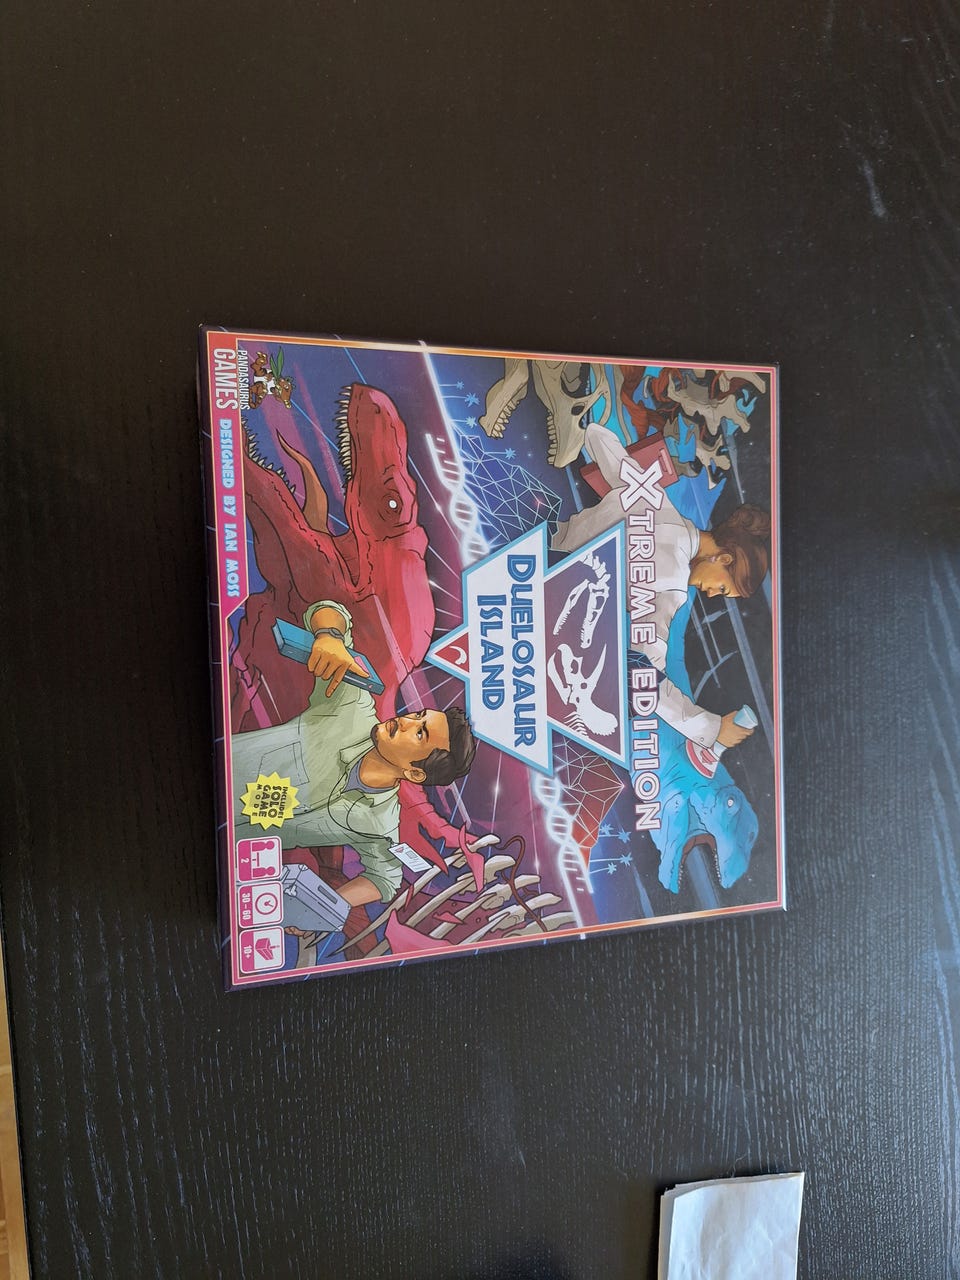 XTREME EDITION
DUELOSAUR
ISLAND
INCLUDES
SOLO
GAME
MODE
PANDASAURUS
GAMES
DESIGNED BY IAN MOSS
2
30-60
10+